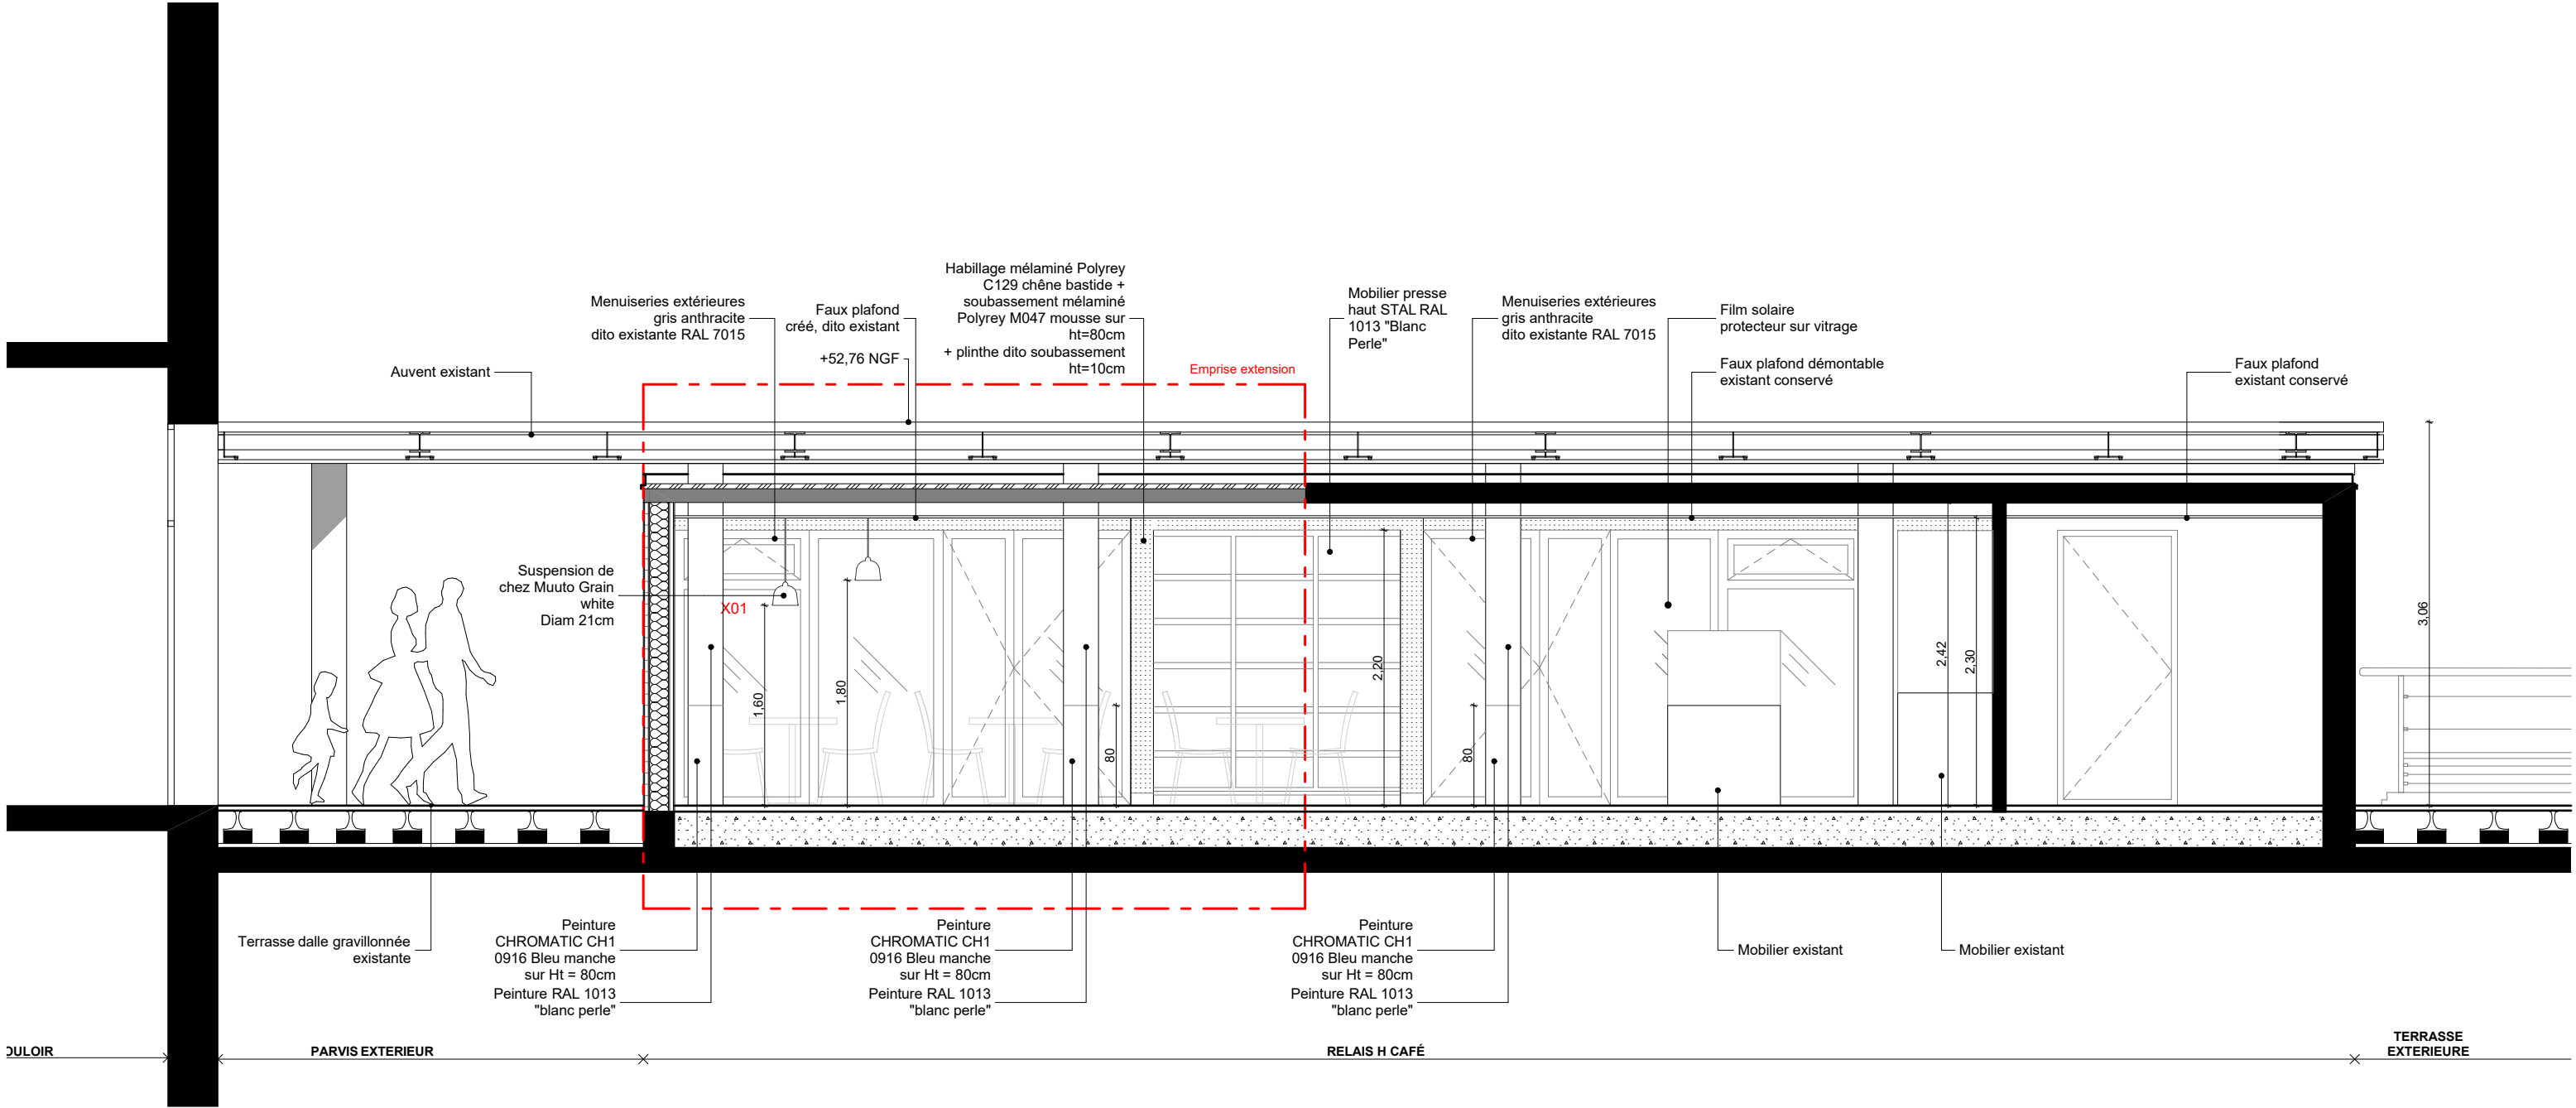 Habillage mélaminé Polyrey
C129 chêne bastide +
soubassement mélaminé
Polyrey M047 mousse sur
ht=80cm
+ plinthe dito soubassement
ht=10cm
Menuiseries extérieures
gris anthracite
dito existante RAL 7015
Faux plafond
créé, dito existant
+52,76 NGF
Mobilier presse
haut STAL RAL
1013 "Blanc
Perle"
Menuiseries extérieures
gris anthracite
dito existante RAL 7015
Film solaire
protecteur sur vitrage
Faux plafond démontable
existant conservé
Faux plafond
existant conservé
Auvent existant
Emprise extension
Suspension de
chez Muuto Grain
white
Diam 21cm
X01
1,60
1,80
80
2,20
80
2,42
2,30
3,06
Terrasse dalle gravillonnée
existante
Peinture
CHROMATIC CH1
0916 Bleu manche
sur Ht = 80cm
Peinture RAL 1013
"blanc perle"
Peinture
CHROMATIC CH1
0916 Bleu manche
sur Ht = 80cm
Peinture RAL 1013
"blanc perle"
Peinture
CHROMATIC CH1
0916 Bleu manche
sur Ht = 80cm
Peinture RAL 1013
"blanc perle"
Mobilier existant
Mobilier existant
OULOIR
PARVIS EXTERIEUR
RELAIS H CAFÉ
TERRASSE
EXTERIEURE